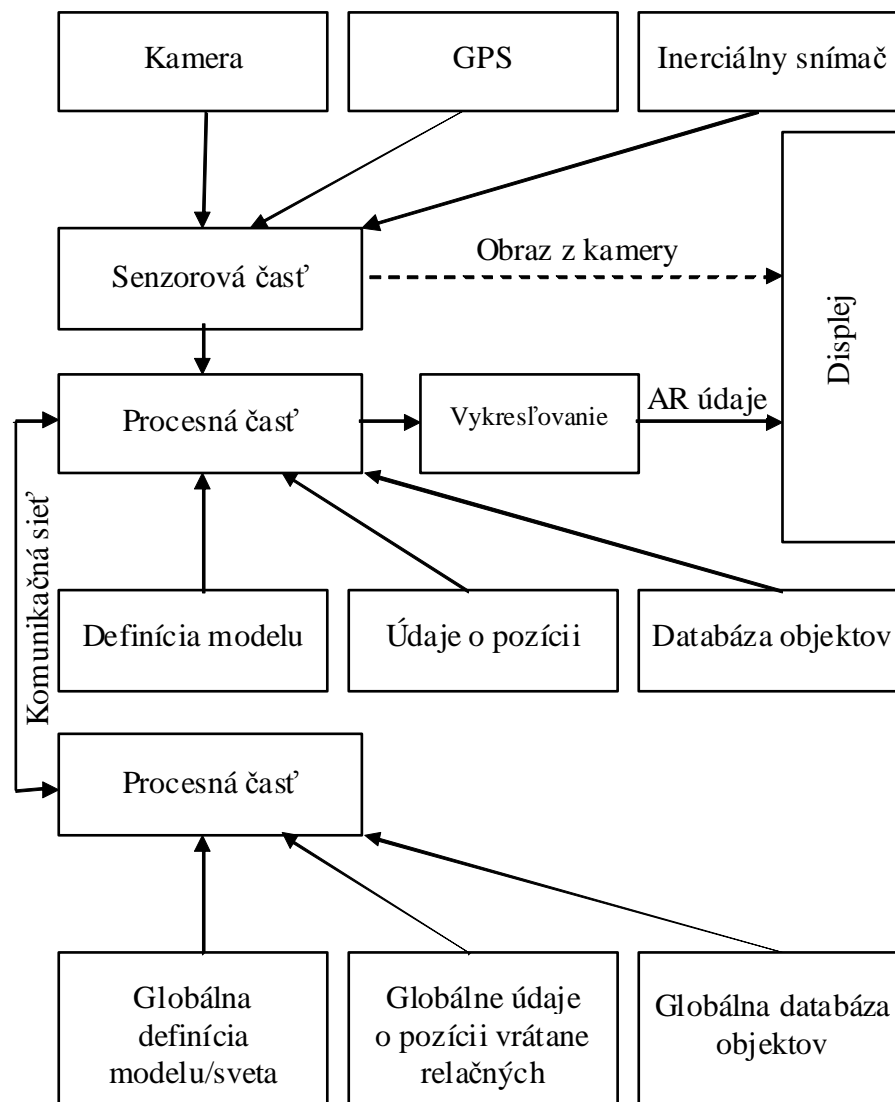 Kamera
GPS
Inerciálny snímač
Obraz z kamery
Senzorová časť
Displej
AR údaje
Procesná časť
Vykresľovanie
Komunikačná sieť
Definícia modelu
Údaje o pozícii
Databáza objektov
Procesná časť
Globálna
definícia
modelu/sveta
Globálne údaje
o pozícii vrátane
relačných
Globálna databáza
objektov